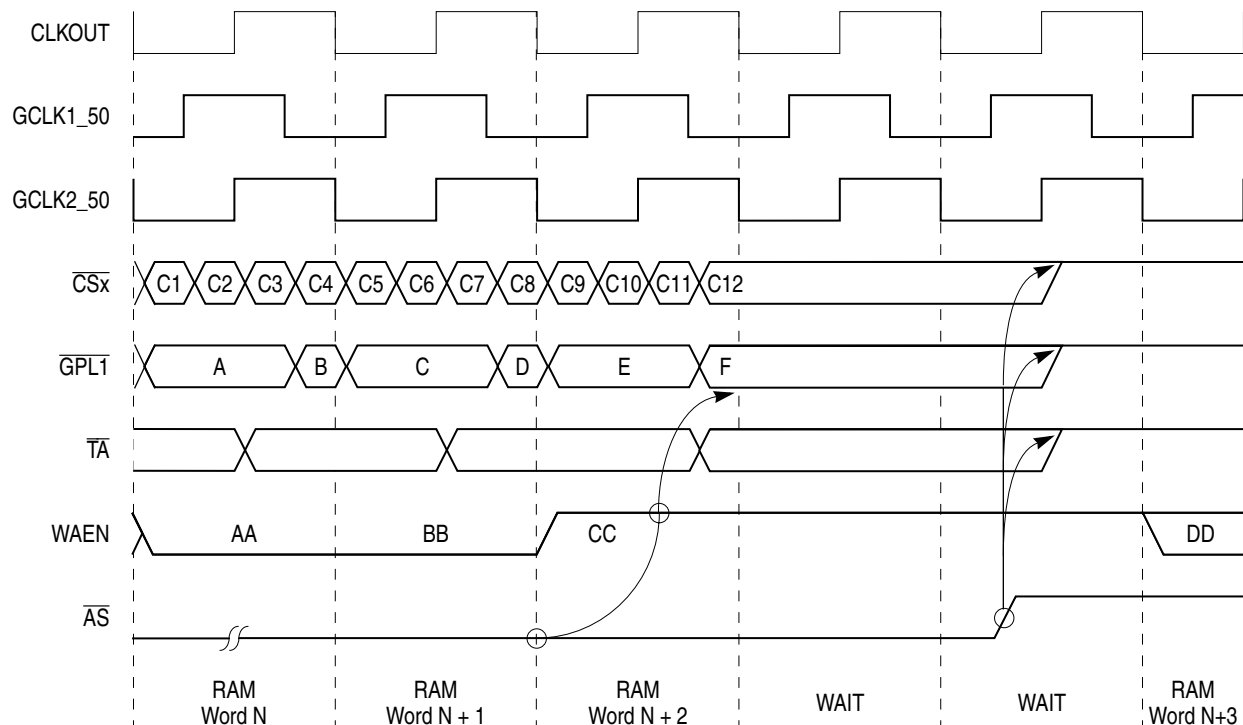 CLKOUT
GCLK1_50
GCLK2_50
CSx
C1 C2 C3 C4 C5 C6 C7 C8 C9 C10 C11 C12
GPL1
A B C D E F
TA
WAEN
AA BB CC DD
AS
RAM Word N
RAM Word N + 1
RAM Word N + 2
WAIT
WAIT
RAM Word N+3